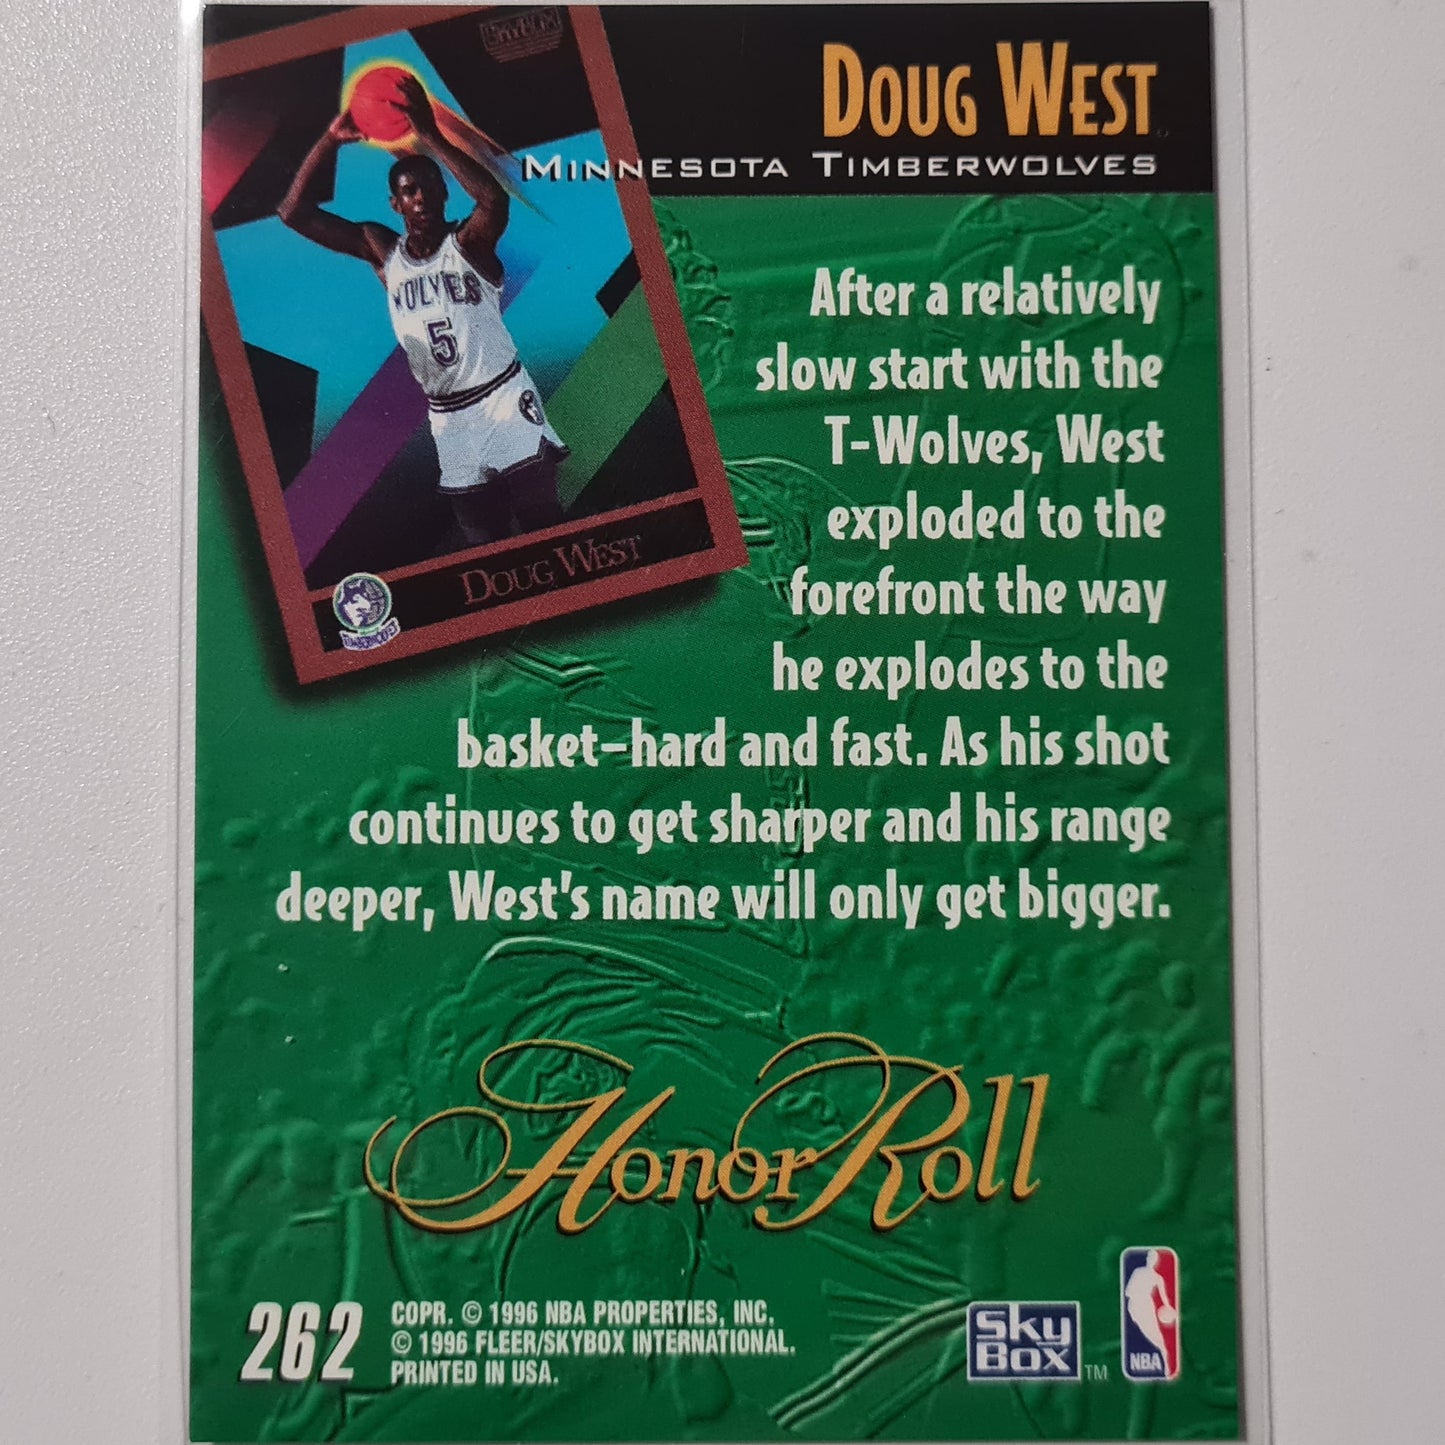 SKYBOX
DOUG WEST
MINNESOTA TIMBERWOLVES
WOLVES
5
DOUG WEST
TIMBERWOLVES
After a relatively
slow start with the
T-Wolves, West
exploded to the
forefront the way
he explodes to the
basket–hard and fast. As his shot
continues to get sharper and his range
deeper, West's name will only get bigger.
Honor Roll
262
COPR. © 1996 NBA PROPERTIES, INC.
© 1996 FLEER/SKYBOX INTERNATIONAL.
PRINTED IN USA.
SKY
BOX TM
NBA